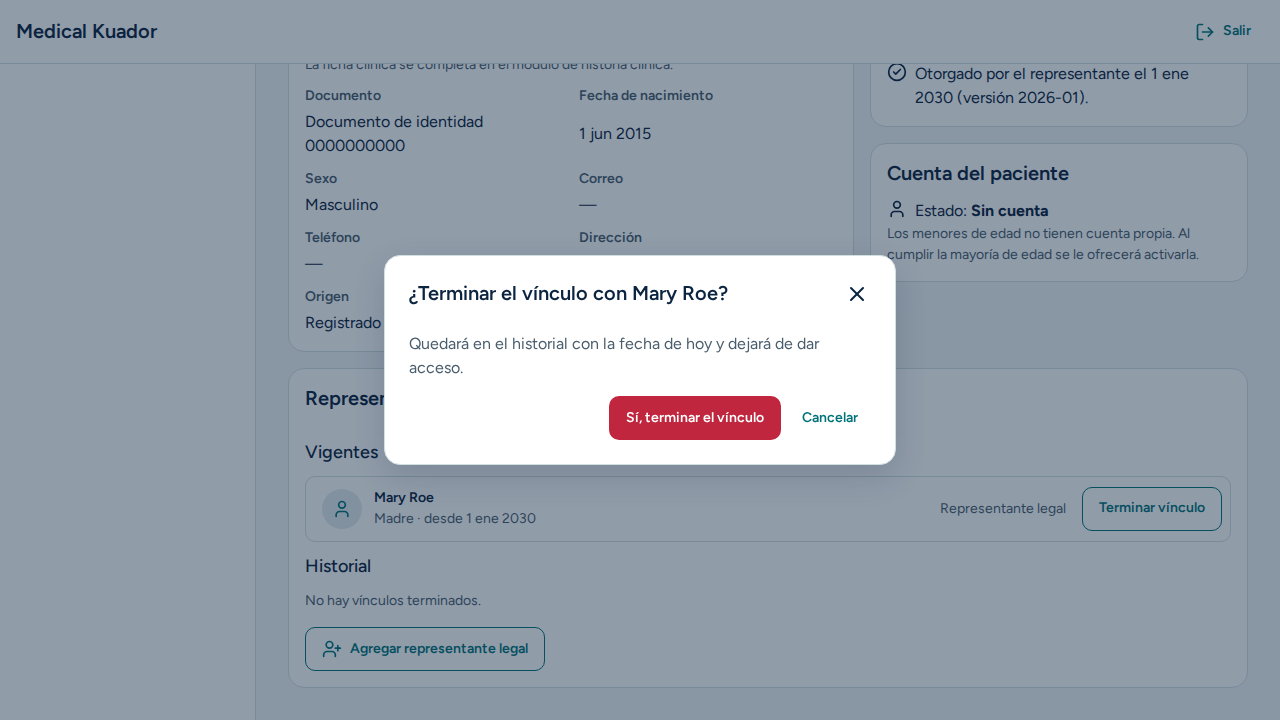 Medical Kuador
Salir
La ficha clínica se completa en el módulo de historia clínica.
Documento
Documento de identidad
0000000000
Fecha de nacimiento
1 jun 2015
Sexo
Masculino
Correo
—
Teléfono
—
Dirección
Origen
Registrado
Otorgado por el representante el 1 ene
2030 (versión 2026-01).
Cuenta del paciente
Estado: Sin cuenta
Los menores de edad no tienen cuenta propia. Al
cumplir la mayoría de edad se le ofrecerá activarla.
¿Terminar el vínculo con Mary Roe?
Quedará en el historial con la fecha de hoy y dejará de dar
acceso.
Sí, terminar el vínculo
Cancelar
Vigentes
Mary Roe
Madre · desde 1 ene 2030
Representante legal
Terminar vínculo
Historial
No hay vínculos terminados.
Agregar representante legal